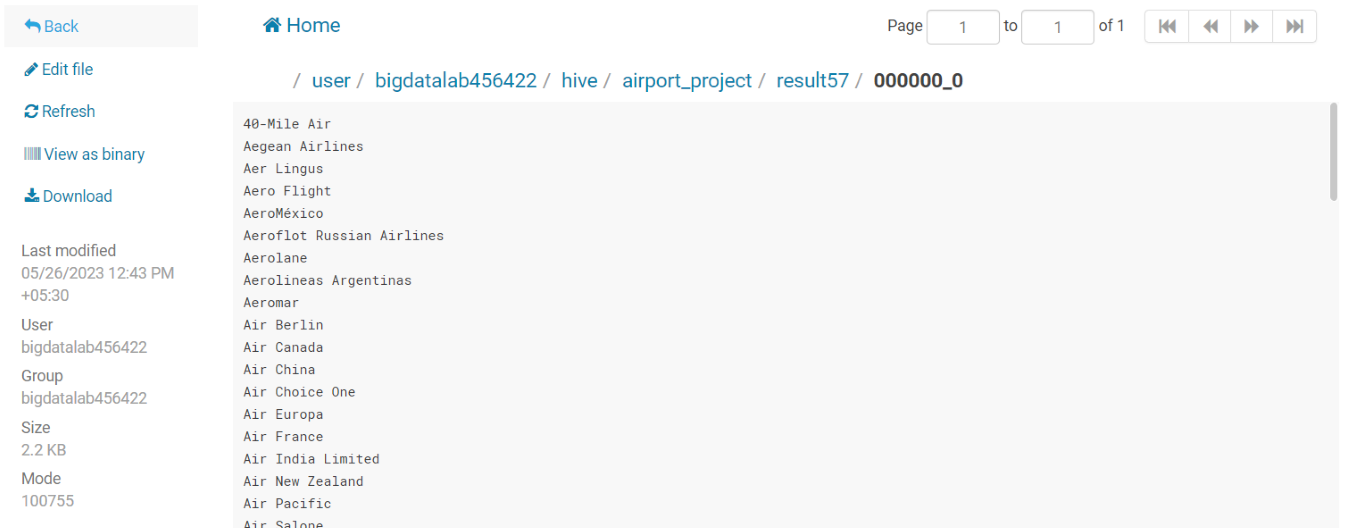 Back
Edit file
Refresh
View as binary
Download
Last modified
05/26/2023 12:43 PM
+05:30
User
bigdatalab456422
Group
bigdatalab456422
Size
2.2 KB
Mode
100755
Home
Page 1 to 1 of 1
/ user / bigdatalab456422 / hive / airport_project / result57 / 000000_0
40-Mile Air
Aegean Airlines
Aer Lingus
Aero Flight
AeroMéxico
Aeroflot Russian Airlines
Aerolane
Aerolineas Argentinas
Aeromar
Air Berlin
Air Canada
Air China
Air Choice One
Air Europa
Air France
Air India Limited
Air New Zealand
Air Pacific
Air Salone